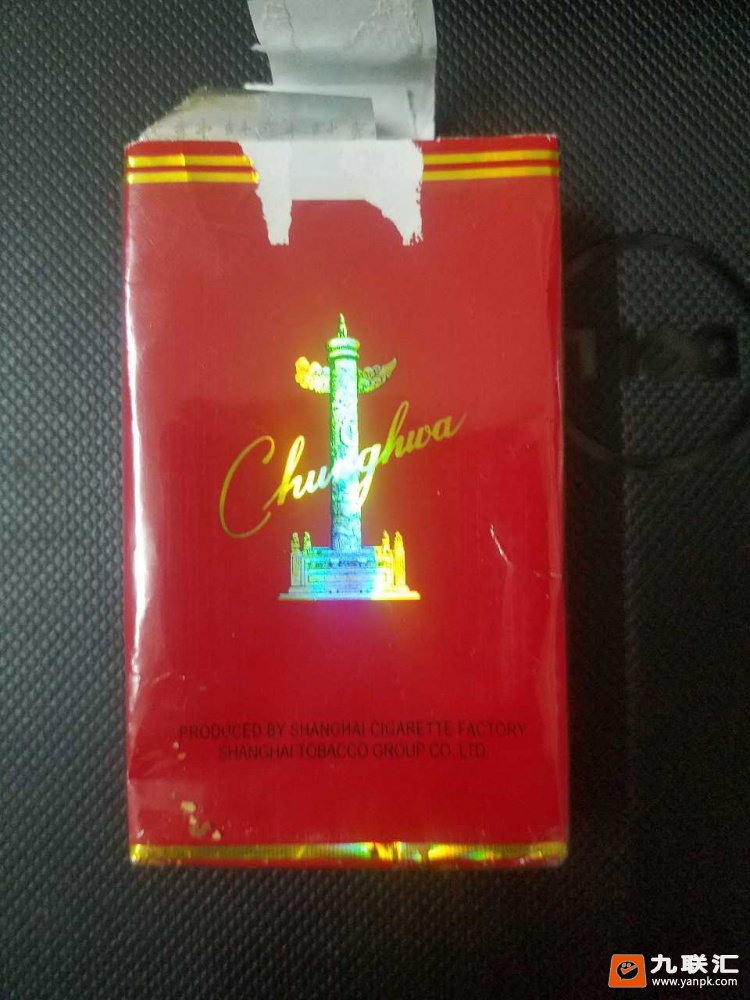 Chunghwa
PRODUCED BY SHANGHAI CIGARETTE FACTORY
SHANGHAI TOBACCO GROUP CO.,LTD.
九联汇
www.yanpk.com